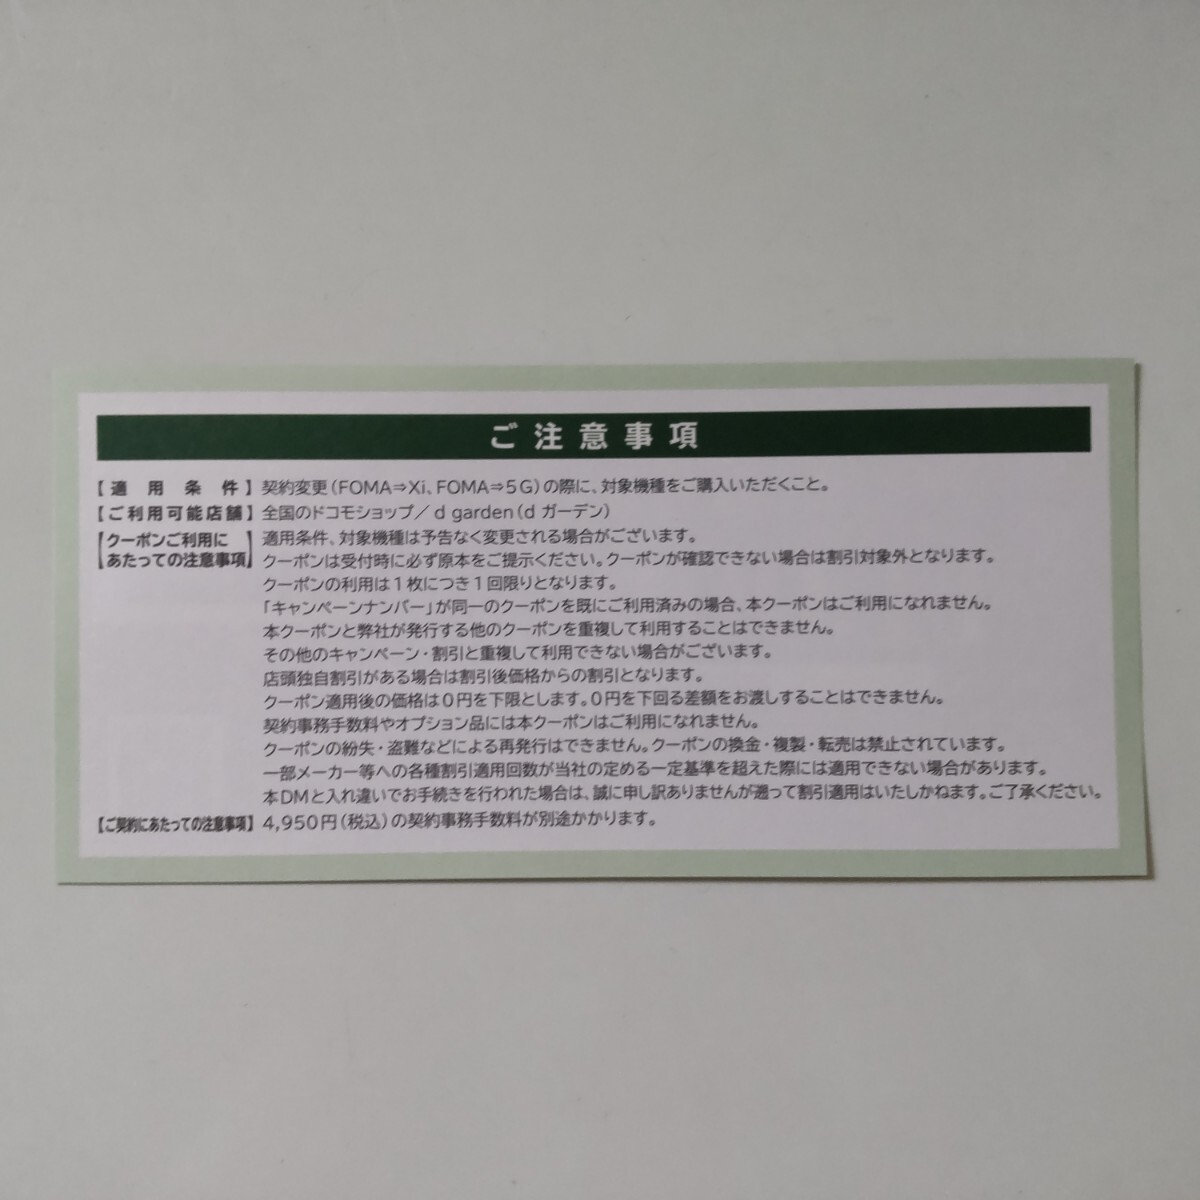 ご注意事項
【適用条件】契約変更(FOMA⇒Xi、FOMA⇒5G)の際に、対象機種をご購入いただくこと。
【ご利用可能店舗】全国のドコモショップ/d garden(d ガーデン)
【クーポンご利用にあたっての注意事項】適用条件、対象機種は予告なく変更される場合がございます。
クーポンは受付時に必ず原本をご提示ください。クーポンが確認できない場合は割引対象外となります。
クーポンの利用は1枚につき1回限りとなります。
「キャンペーンナンバー」が同一のクーポンを既にご利用済みの場合、本クーポンはご利用になれません。
本クーポンと弊社が発行する他のクーポンを重複して利用することはできません。
その他のキャンペーン・割引と重複して利用できない場合がございます。
店頭独自割引がある場合は割引後価格からの割引となります。
クーポン適用後の価格は0円を下限とします。0円を下回る差額をお渡しすることはできません。
契約事務手数料やオプション品には本クーポンはご利用になれません。
クーポンの紛失・盗難などによる再発行はできません。クーポンの換金・複製・転売は禁止されています。
一部メーカー等への各種割引適用回数が当社の定める一定基準を超えた際には適用できない場合があります。
本DMと入れ違いでお手続きを行われた場合は、誠に申し訳ありませんが遡って割引適用はいたしかねます。ご了承ください。
【ご契約にあたっての注意事項】4,950円(税込)の契約事務手数料が別途かかります。